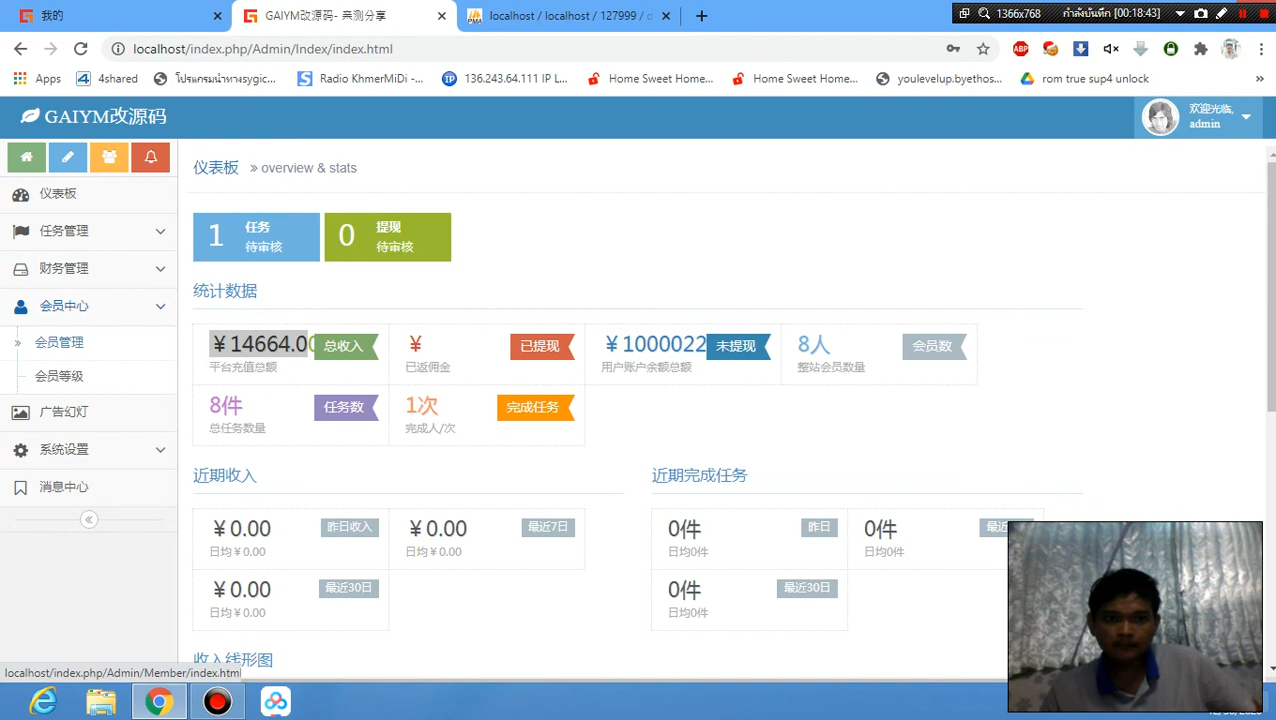 我的
GAIYM改源码- 来测分享
localhost / localhost / 127999 / d
1366x768
กำลังบันทึก [00:18:43]
localhost/index.php/Admin/Index/index.html
Apps
4shared
โปรแกรมนำทางsygic...
Radio KhmerMiDi -...
136.243.64.111 IP L...
Home Sweet Home...
Home Sweet Home...
youlevelup.byethos...
rom true sup4 unlock
GAIYM改源码
欢迎光临,
admin
仪表板
任务管理
财务管理
会员中心
会员管理
会员等级
广告幻灯
系统设置
消息中心
仪表板 » overview & stats
1 任务
待审核
0 提现
待审核
统计数据
￥14664.00 总收入
平台充值总额
￥ 已提现
已返佣金
￥1000022 未提现
用户账户余额总额
8人 会员数
整站会员数量
8件 任务数
总任务数量
1次 完成任务
完成人/次
近期收入
￥0.00 昨日收入
日均￥0.00
￥0.00 最近7日
日均￥0.00
￥0.00 最近30日
日均￥0.00
近期完成任务
0件 昨日
日均0件
0件
日均0件
0件 最近30日
日均0件
收入线形图
localhost/index.php/Admin/Member/index.html